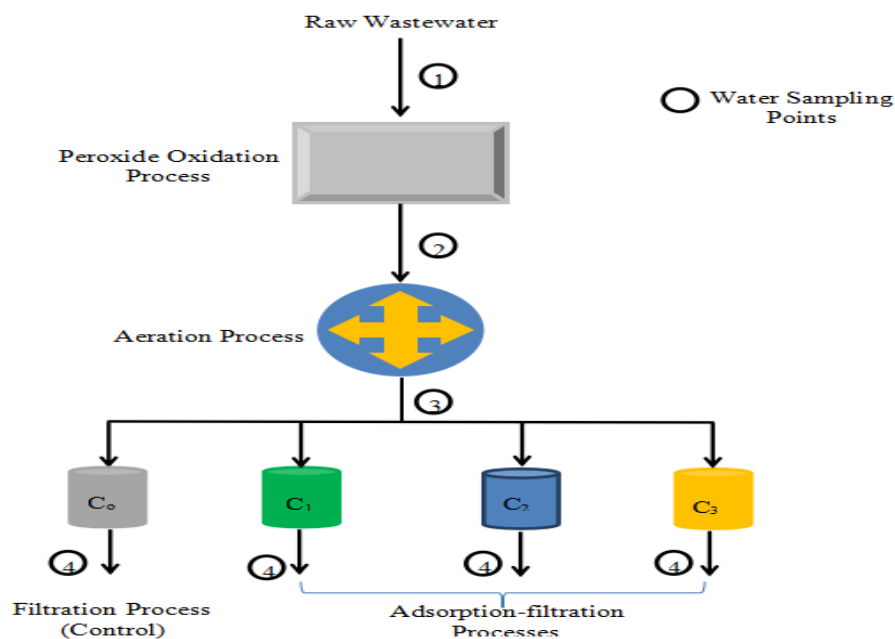 Raw Wastewater
1
Water Sampling
Points
Peroxide Oxidation
Process
2
Aeration Process
3
C₀ C₁ C₂ C₃
4 4 4 4
Filtration Process
(Control)
Adsorption-filtration
Processes